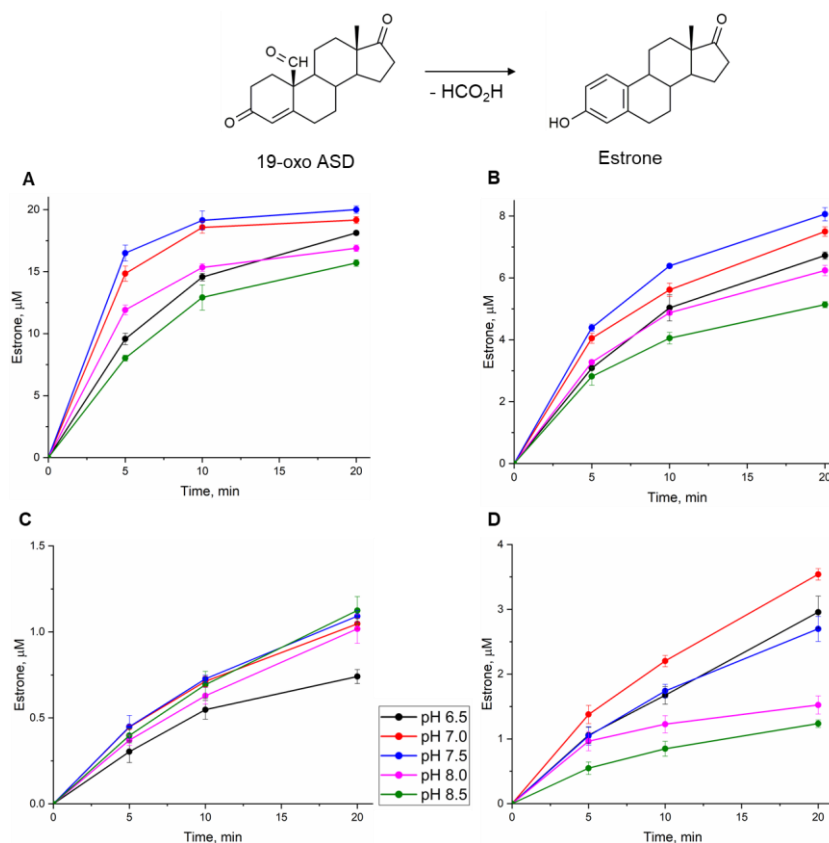 O
CH
O
O
- HCO2H
O
HO
19-oxo ASD
Estrone
A
Estrone, µM
20
15
10
5
0
0
5
10
15
20
Time, min
B
Estrone, µM
8
6
4
2
0
0
5
10
15
20
Time, min
C
Estrone, µM
1.5
1.0
0.5
0.0
0
5
10
15
20
Time, min
pH 6.5
pH 7.0
pH 7.5
pH 8.0
pH 8.5
D
Estrone, µM
4
3
2
1
0
0
5
10
15
20
Time, min